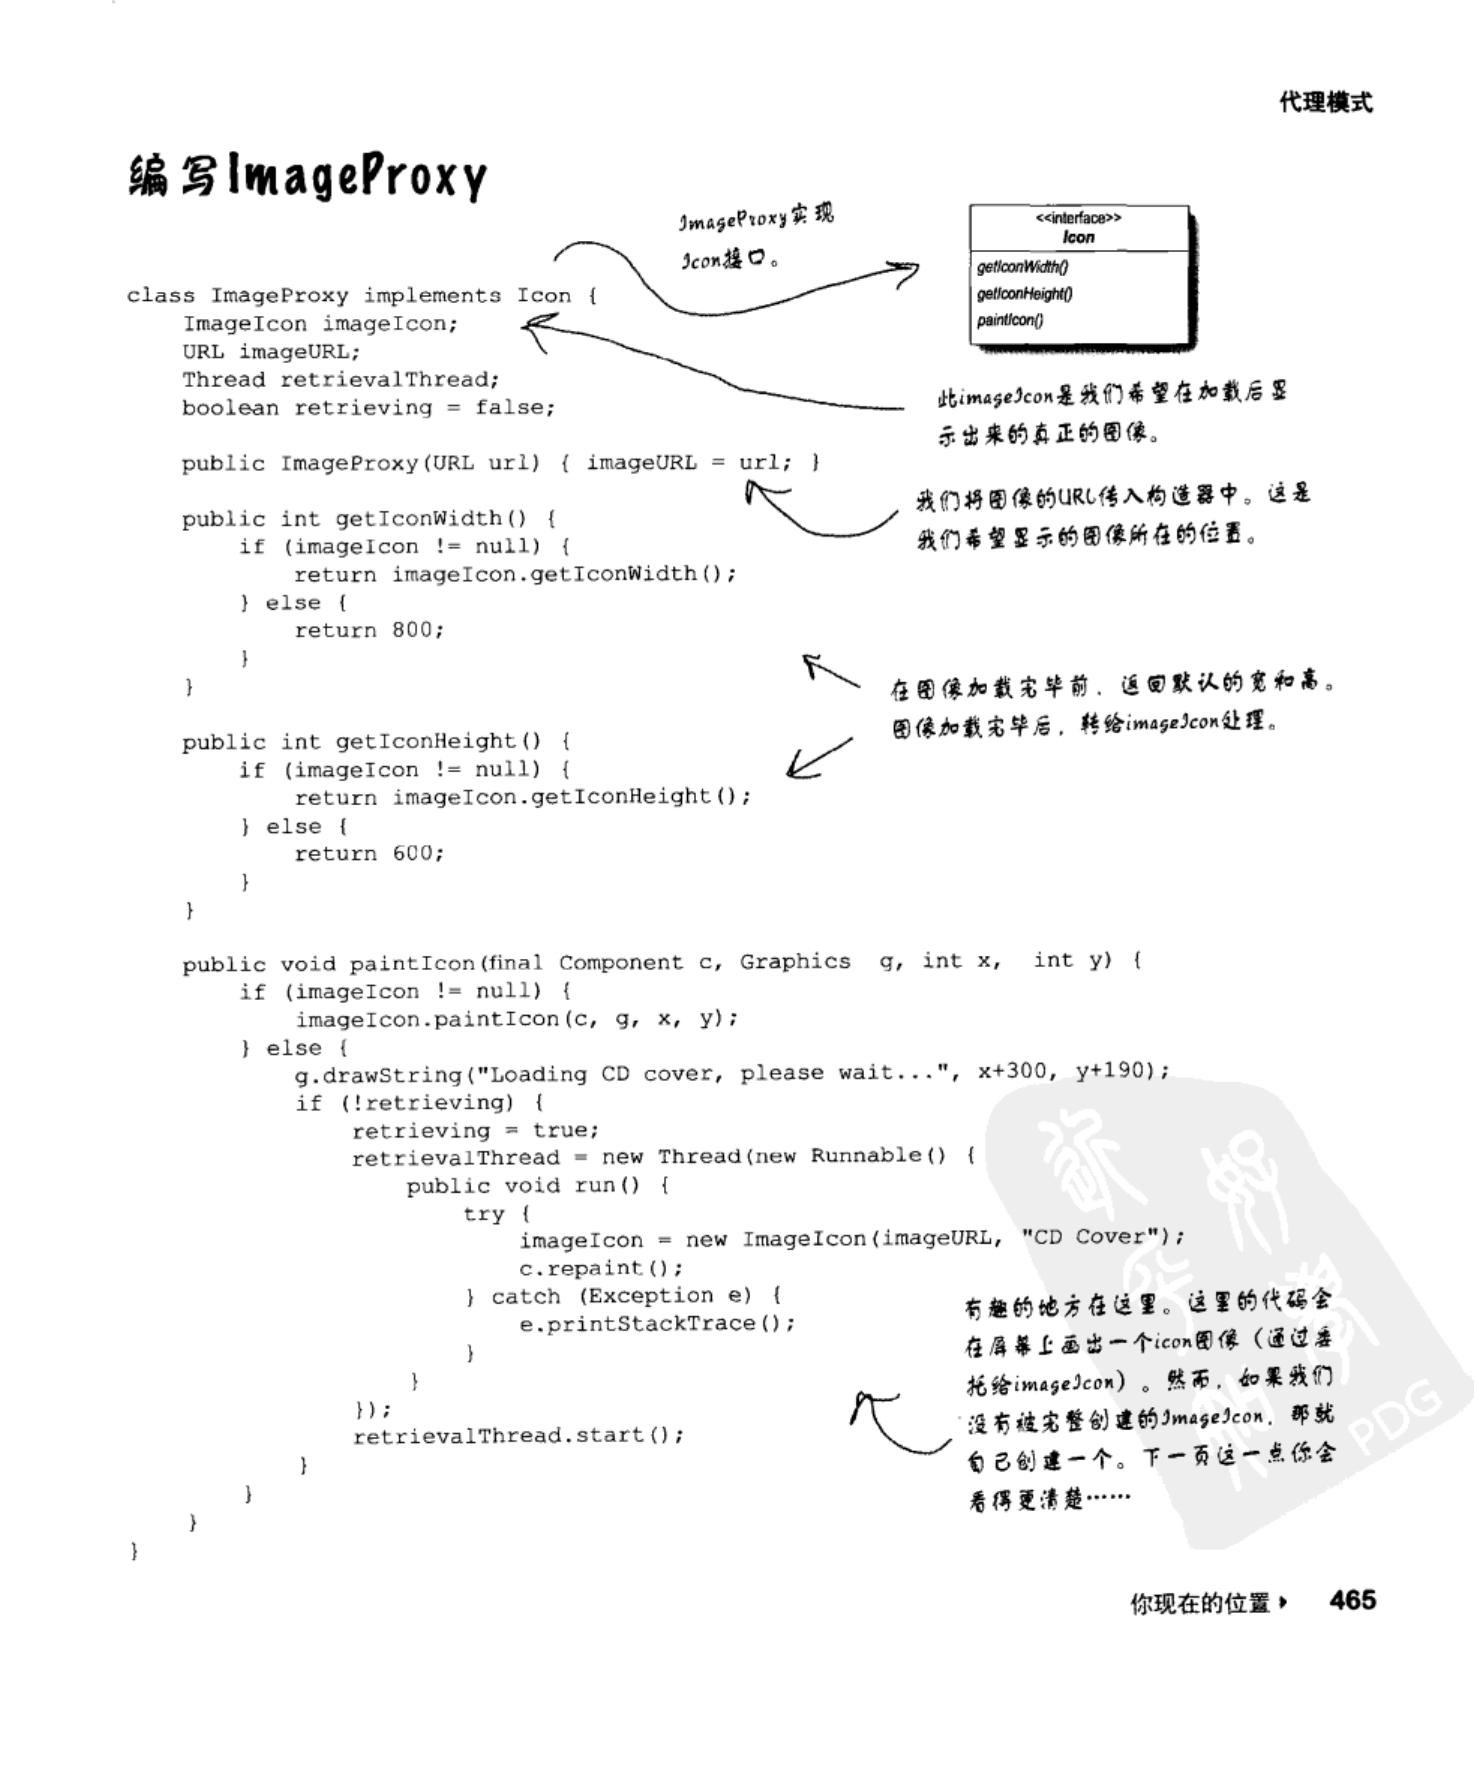 代理模式
编写ImageProxy
ImageProxy实现
Icon接口。
<<interface>>
Icon
getIconWidth()
getIconHeight()
paintIcon()
class ImageProxy implements Icon {
ImageIcon imageIcon;
URL imageURL;
Thread retrievalThread;
boolean retrieving = false;
此imageIcon是我们希望在加载后显
示出来的真正的图像。
public ImageProxy(URL url) { imageURL = url; }
我们将图像的URL传入构造器中。这是
我们希望显示的图像所在的位置。
public int getIconWidth() {
if (imageIcon != null) {
return imageIcon.getIconWidth();
} else {
return 800;
}
}
在图像加载完毕前，返回默认的宽和高。
图像加载完毕后，转给imageIcon处理。
public int getIconHeight() {
if (imageIcon != null) {
return imageIcon.getIconHeight();
} else {
return 600;
}
}
public void paintIcon(final Component c, Graphics  g, int x,  int y) {
if (imageIcon != null) {
imageIcon.paintIcon(c, g, x, y);
} else {
g.drawString("Loading CD cover, please wait...", x+300, y+190);
if (!retrieving) {
retrieving = true;
retrievalThread = new Thread(new Runnable() {
public void run() {
try {
imageIcon = new ImageIcon(imageURL, "CD Cover");
c.repaint();
} catch (Exception e) {
e.printStackTrace();
}
}
});
retrievalThread.start();
}
}
}
}
有趣的地方在这里。这里的代码会
在屏幕上画出一个icon图像（通过委
托给imageIcon）。然而，如果我们
没有被完整创建的ImageIcon，那就
自己创建一个。下一页这一点你会
看得更清楚……
PDG
你现在的位置 465